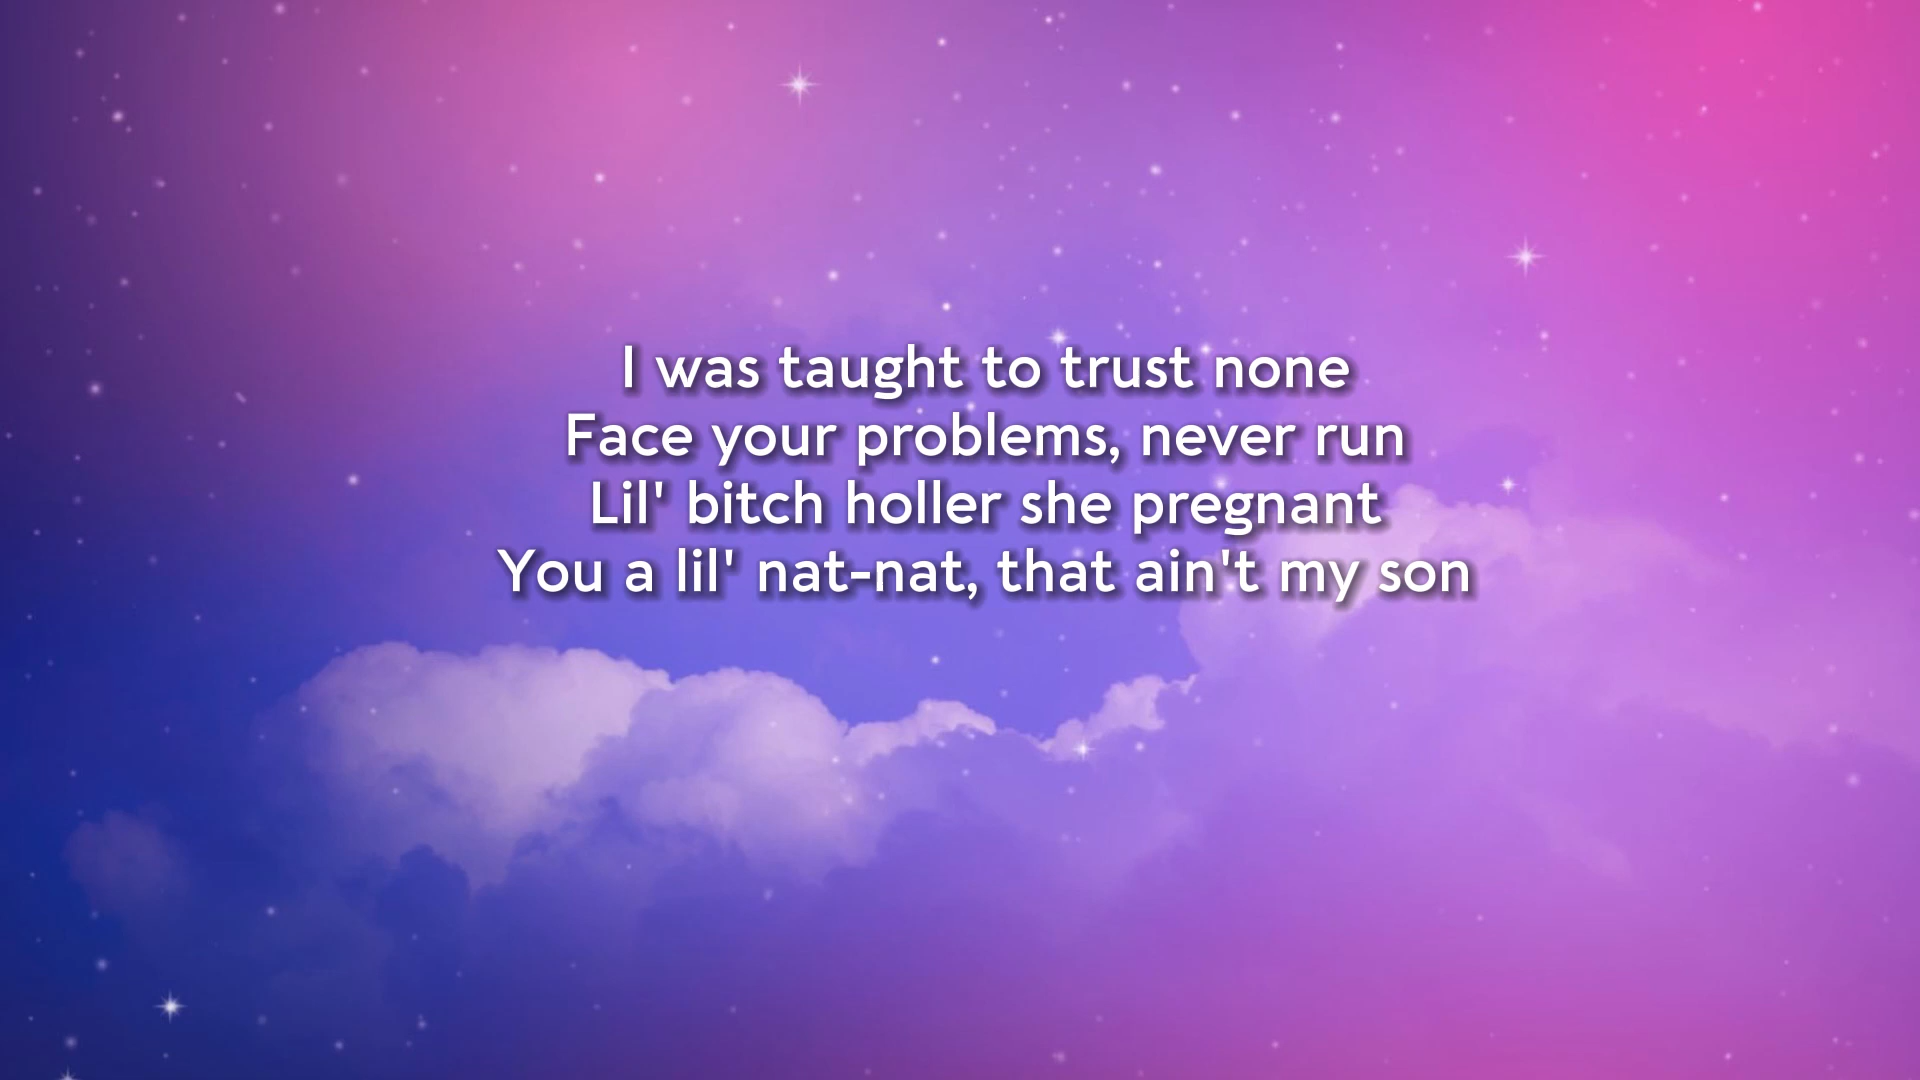 I was taught to trust none
Face your problems, never run
Lil' bitch holler she pregnant
You a lil' nat-nat, that ain't my son